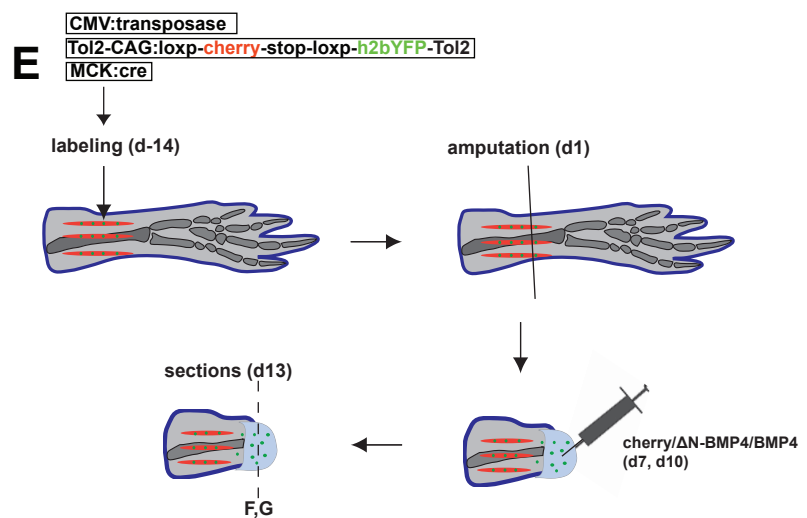 E
CMV:transposase
Tol2-CAG:loxp-cherry-stop-loxp-h2bYFP-Tol2
MCK:cre
labeling (d-14)
amputation (d1)
sections (d13)
cherry/ΔN-BMP4/BMP4
(d7, d10)
F,G